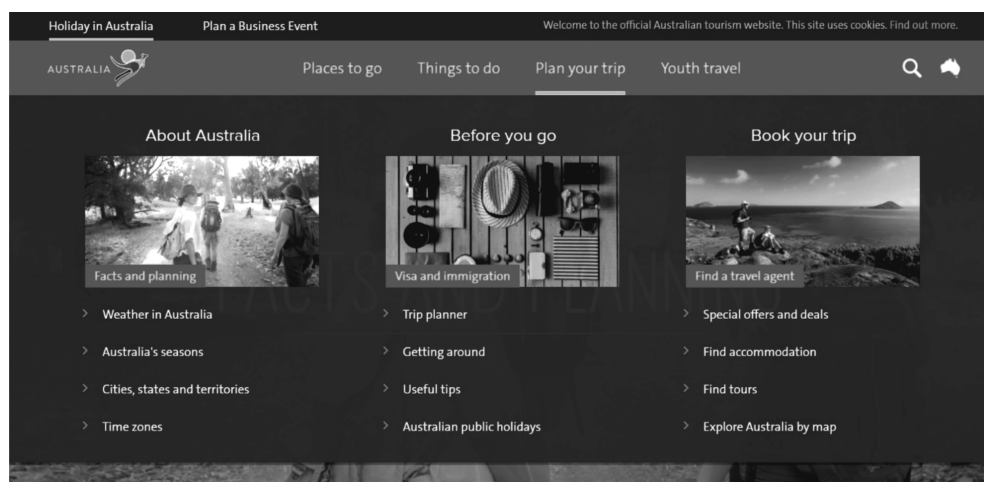 Holiday in Australia Plan a Business Event Welcome to the official Australian tourism website. This site uses cookies. Find out more.
AUSTRALIA Places to go Things to do Plan your trip Youth travel
About Australia Before you go Book your trip
Facts and planning Visa and immigration Find a travel agent
FACTS AND PLANNING
Weather in Australia Trip planner Special offers and deals
Australia's seasons Getting around Find accommodation
Cities, states and territories Useful tips Find tours
Time zones Australian public holidays Explore Australia by map